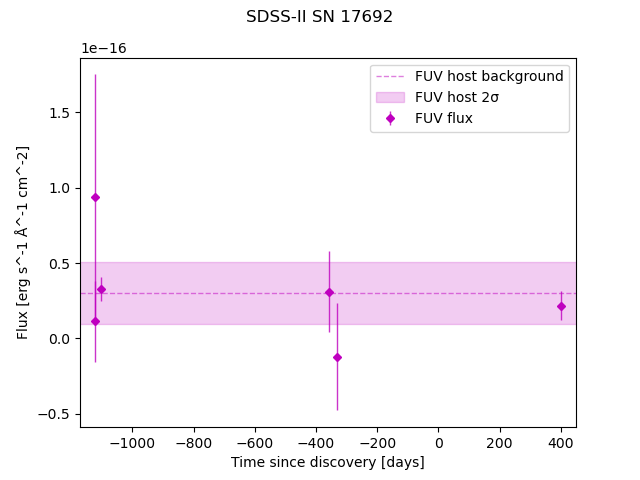 SDSS-II SN 17692
1e−16
FUV host background
FUV host 2σ
FUV flux
1.5
1.0
0.5
0.0
−0.5
Flux [erg s^-1 Å^-1 cm^-2]
−1000 −800 −600 −400 −200 0 200 400
Time since discovery [days]